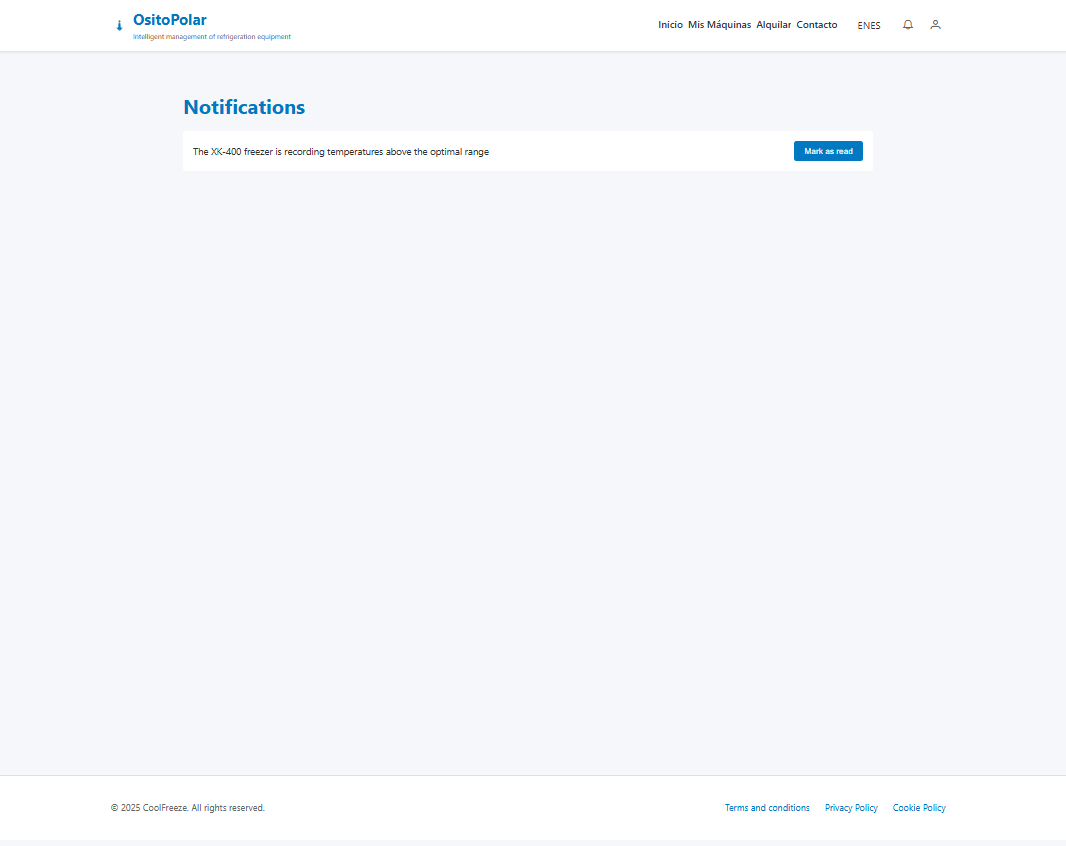 OsitoPolar
Intelligent management of refrigeration equipment
Inicio Mis Máquinas Alquilar Contacto ENES
Notifications
The XK-400 freezer is recording temperatures above the optimal range
Mark as read
© 2025 CoolFreeze. All rights reserved.
Terms and conditions Privacy Policy Cookie Policy